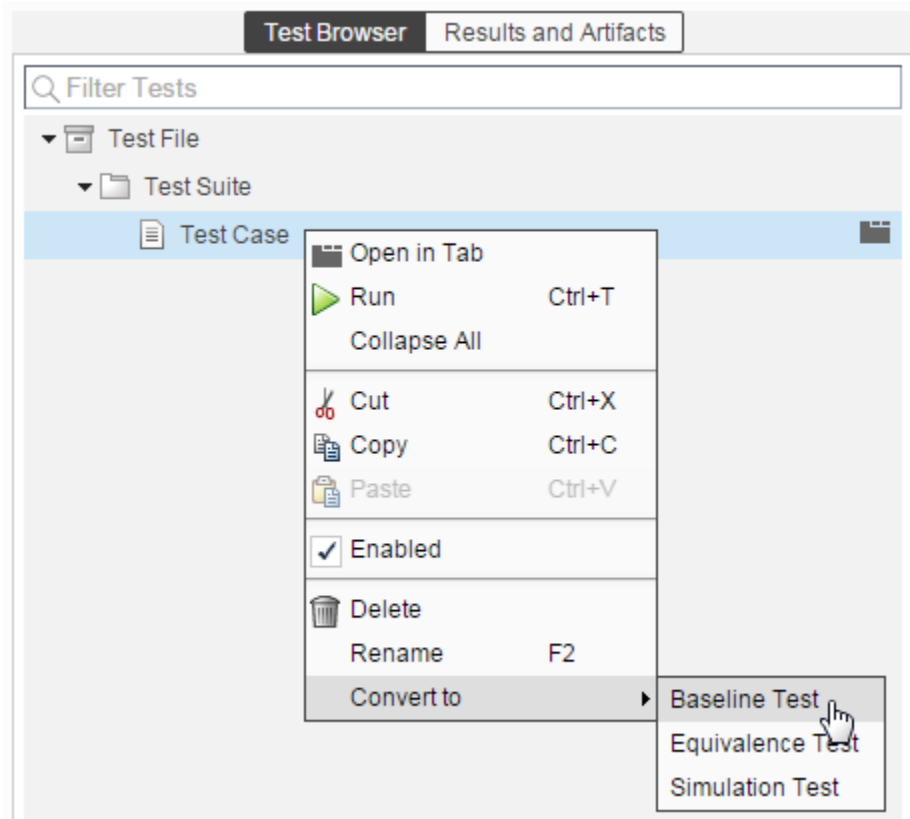 Test Browser Results and Artifacts
Filter Tests
Test File
Test Suite
Test Case
Open in Tab
Run Ctrl+T
Collapse All
Cut Ctrl+X
Copy Ctrl+C
Paste Ctrl+V
Enabled
Delete
Rename F2
Convert to
Baseline Test
Equivalence Test
Simulation Test